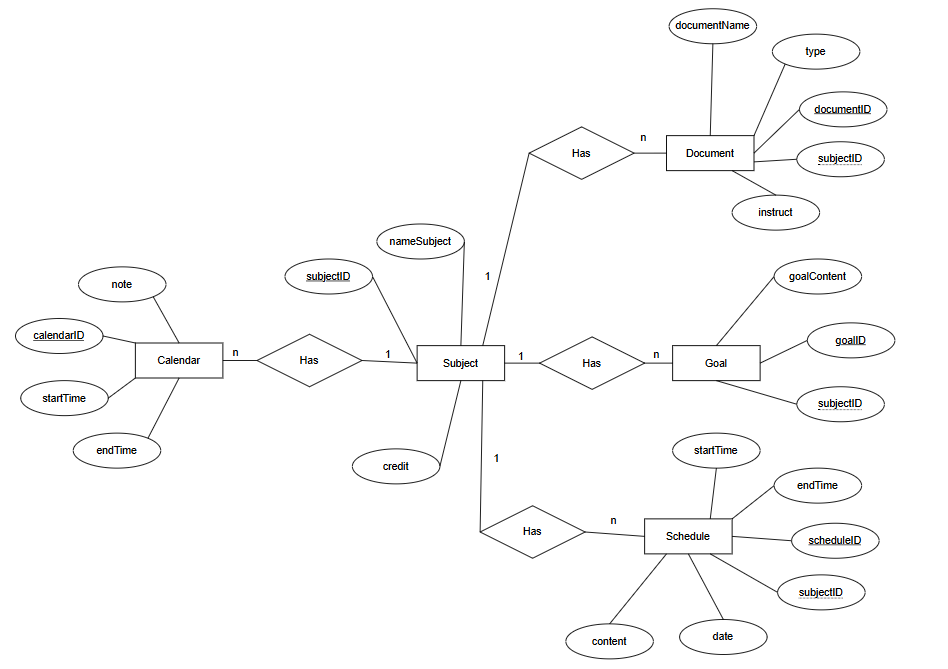 documentName
type
documentID
n
Has
Document
subjectID
instruct
nameSubject
subjectID
1
goalContent
note
calendarID
goalID
n
Calendar
Has
1
Subject
1
Has
n
Goal
startTime
subjectID
endTime
credit
1
startTime
endTime
n
Has
Schedule
scheduleID
subjectID
content
date